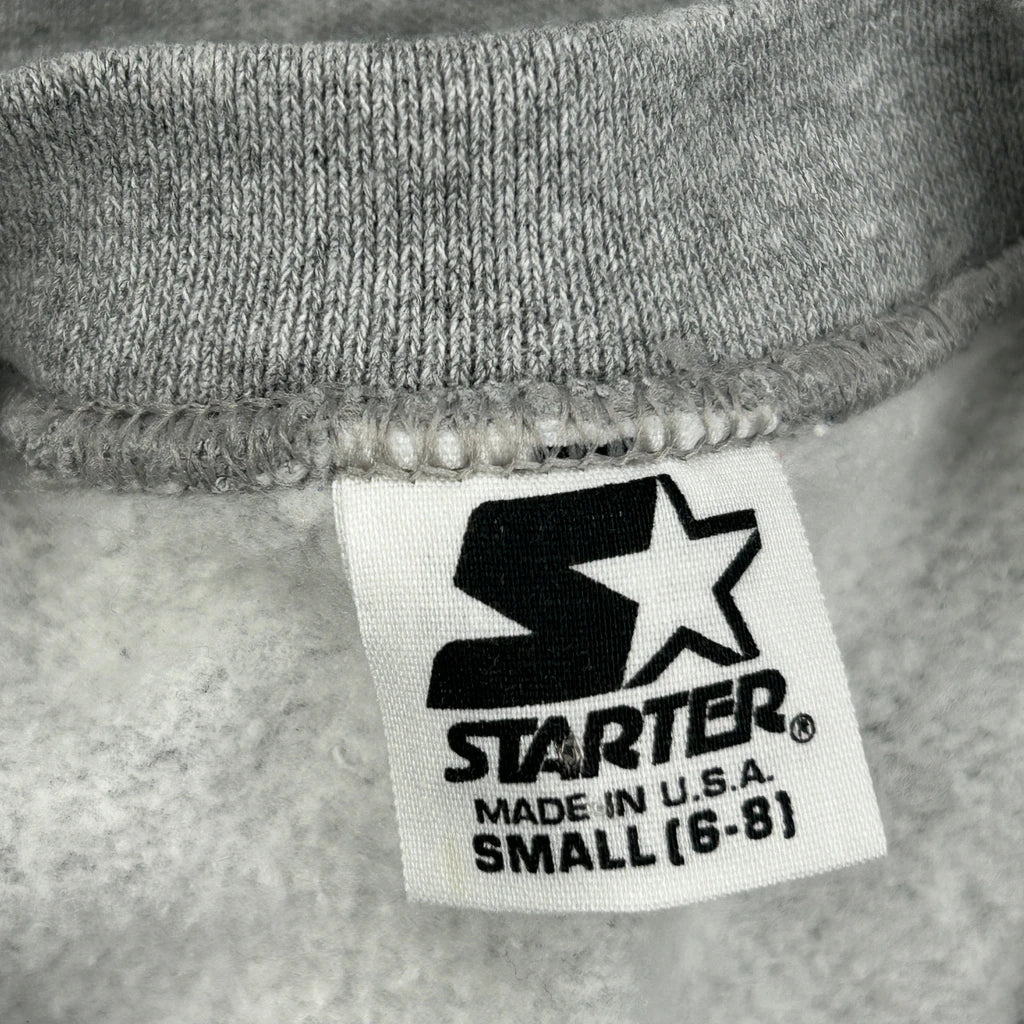 STARTER®
MADE IN U.S.A.
SMALL (6-8)